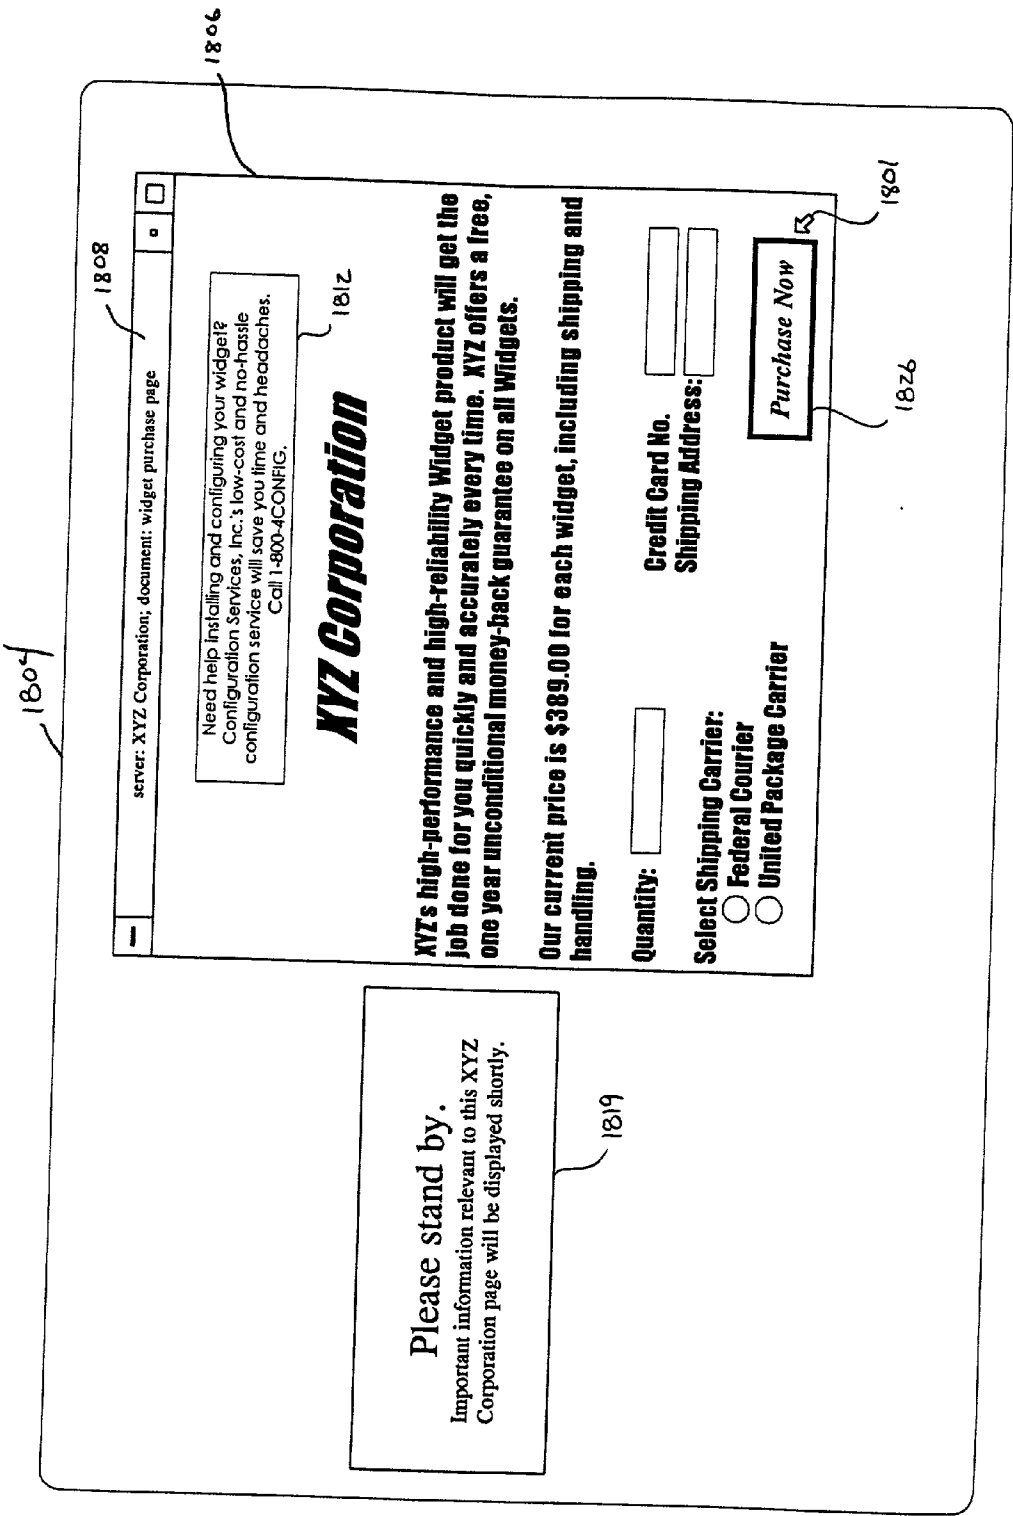 1804
1806
1808
server: XYZ Corporation; document: widget purchase page
Need help installing and configuring your widget?
Configuration Services, Inc.'s low-cost and no-hassle
configuration service will save you time and headaches.
Call 1-800-4CONFIG.
1812
XYZ Corporation
XYZ's high-performance and high-reliability Widget product will get the
job done for you quickly and accurately every time. XYZ offers a free,
one year unconditional money-back guarantee on all Widgets.
Our current price is $389.00 for each widget, including shipping and
handling.
Quantity:
Credit Card No.
Shipping Address:
Select Shipping Carrier:
Federal Courier
United Package Carrier
Purchase Now
1801
1826
Please stand by.
Important information relevant to this XYZ
Corporation page will be displayed shortly.
1819